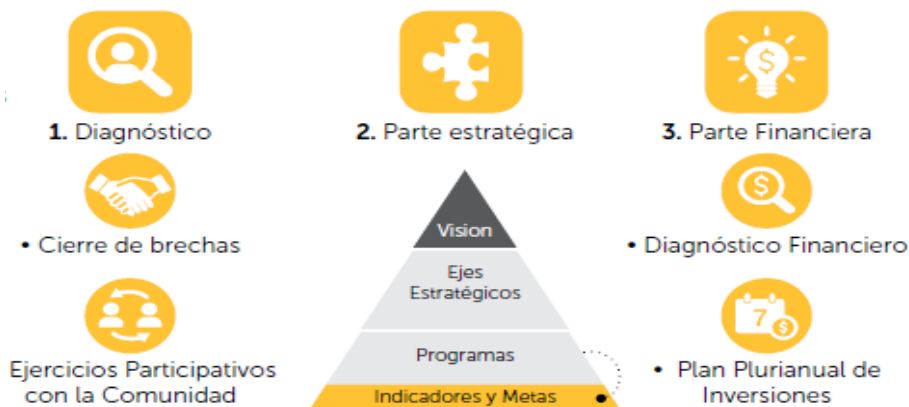 1. Diagnóstico
• Cierre de brechas
Ejercicios Participativos
con la Comunidad
2. Parte estratégica
Vision
Ejes
Estratégicos
Programas
Indicadores y Metas
3. Parte Financiera
$
• Diagnóstico Financiero
$
7
$
• Plan Plurianual de
Inversiones